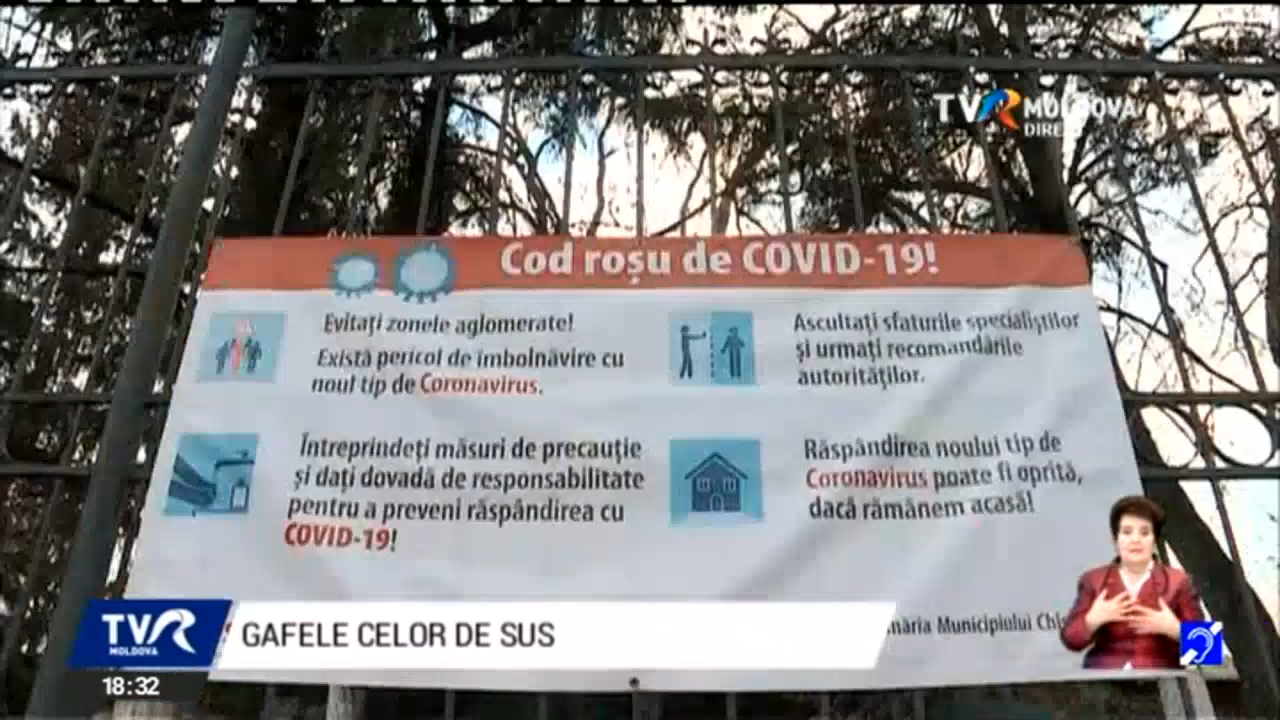 TVR MOLDOVA
DIRECT
Cod roșu de COVID-19!
Evitați zonele aglomerate!
Există pericol de îmbolnăvire cu
noul tip de Coronavirus.
Ascultați sfaturile specialiștilor
și urmați recomandările
autorităților.
Întreprindeți măsuri de precauție
și dați dovadă de responsabilitate
pentru a preveni răspândirea cu
COVID-19!
Răspândirea noului tip de
Coronavirus poate fi oprită,
dacă rămânem acasă!
Municipiului
TVR
MOLDOVA
GAFELE CELOR DE SUS
18:32